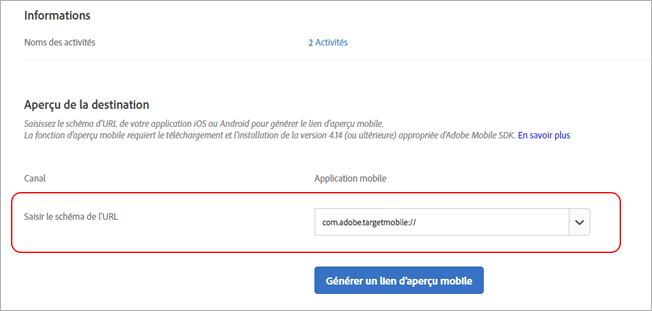 Informations
Noms des activités
2 Activités
Aperçu de la destination
Saisissez le schéma d'URL de votre application iOS ou Android pour générer le lien d'aperçu mobile.
La fonction d'aperçu mobile requiert le téléchargement et l'installation de la version 4.14 (ou ultérieure) appropriée d'Adobe Mobile SDK. En savoir plus
Canal
Application mobile
Saisir le schéma de l'URL
com.adobe.targetmobile://
Générer un lien d'aperçu mobile